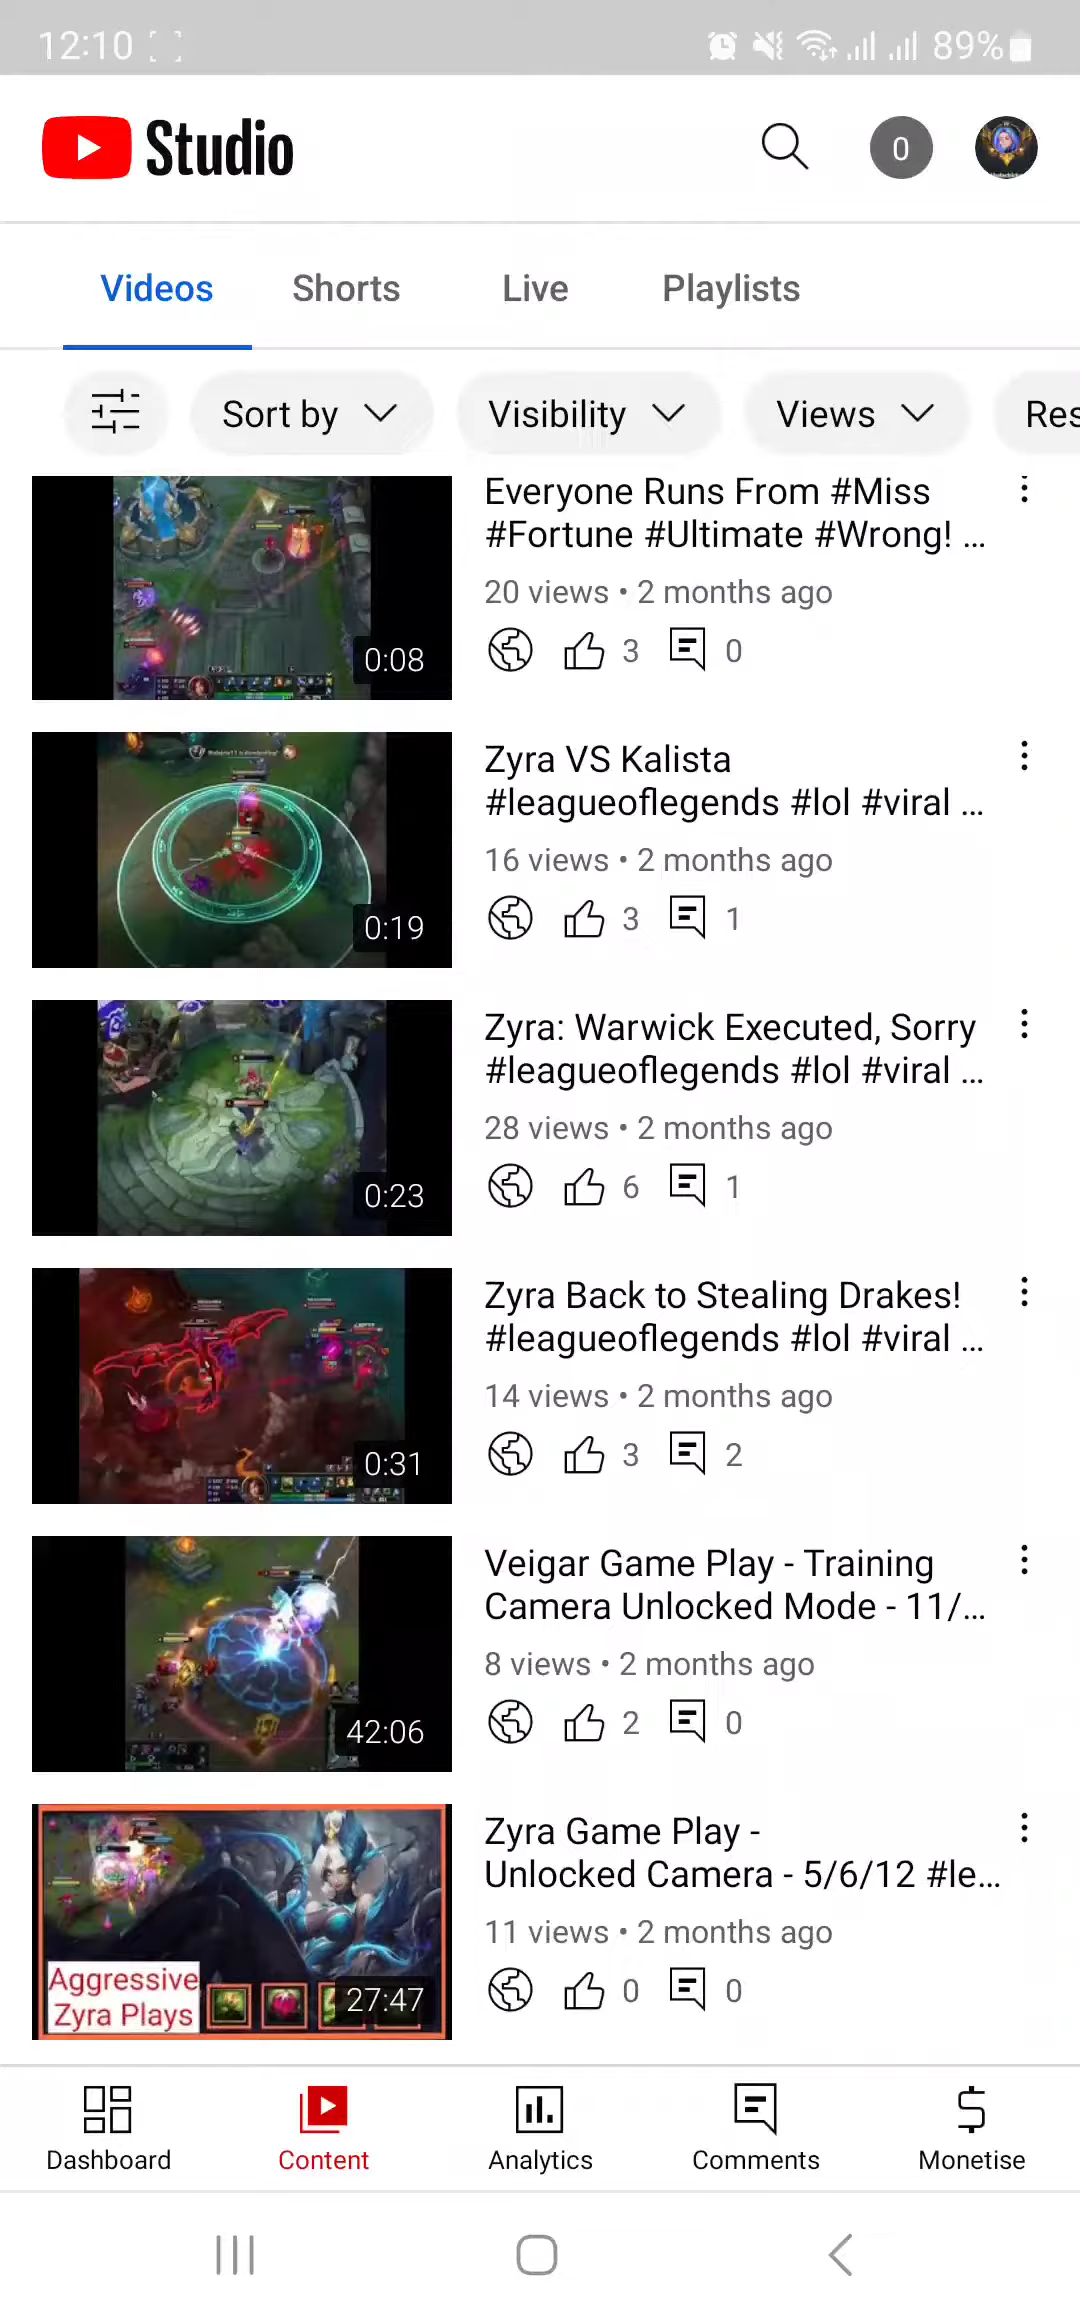 12:10
89%
Studio
0
Videos Shorts Live Playlists
Sort by Visibility Views Res
Everyone Runs From #Miss
#Fortune #Ultimate #Wrong! ...
20 views • 2 months ago
3 0
0:08
Zyra VS Kalista
#leagueoflegends #lol #viral ...
16 views • 2 months ago
3 1
0:19
Zyra: Warwick Executed, Sorry
#leagueoflegends #lol #viral ...
28 views • 2 months ago
6 1
0:23
Zyra Back to Stealing Drakes!
#leagueoflegends #lol #viral ...
14 views • 2 months ago
3 2
0:31
Veigar Game Play - Training
Camera Unlocked Mode - 11/...
8 views • 2 months ago
2 0
42:06
Zyra Game Play -
Unlocked Camera - 5/6/12 #le...
11 views • 2 months ago
0 0
Aggressive
Zyra Plays
27:47
Dashboard Content Analytics Comments Monetise